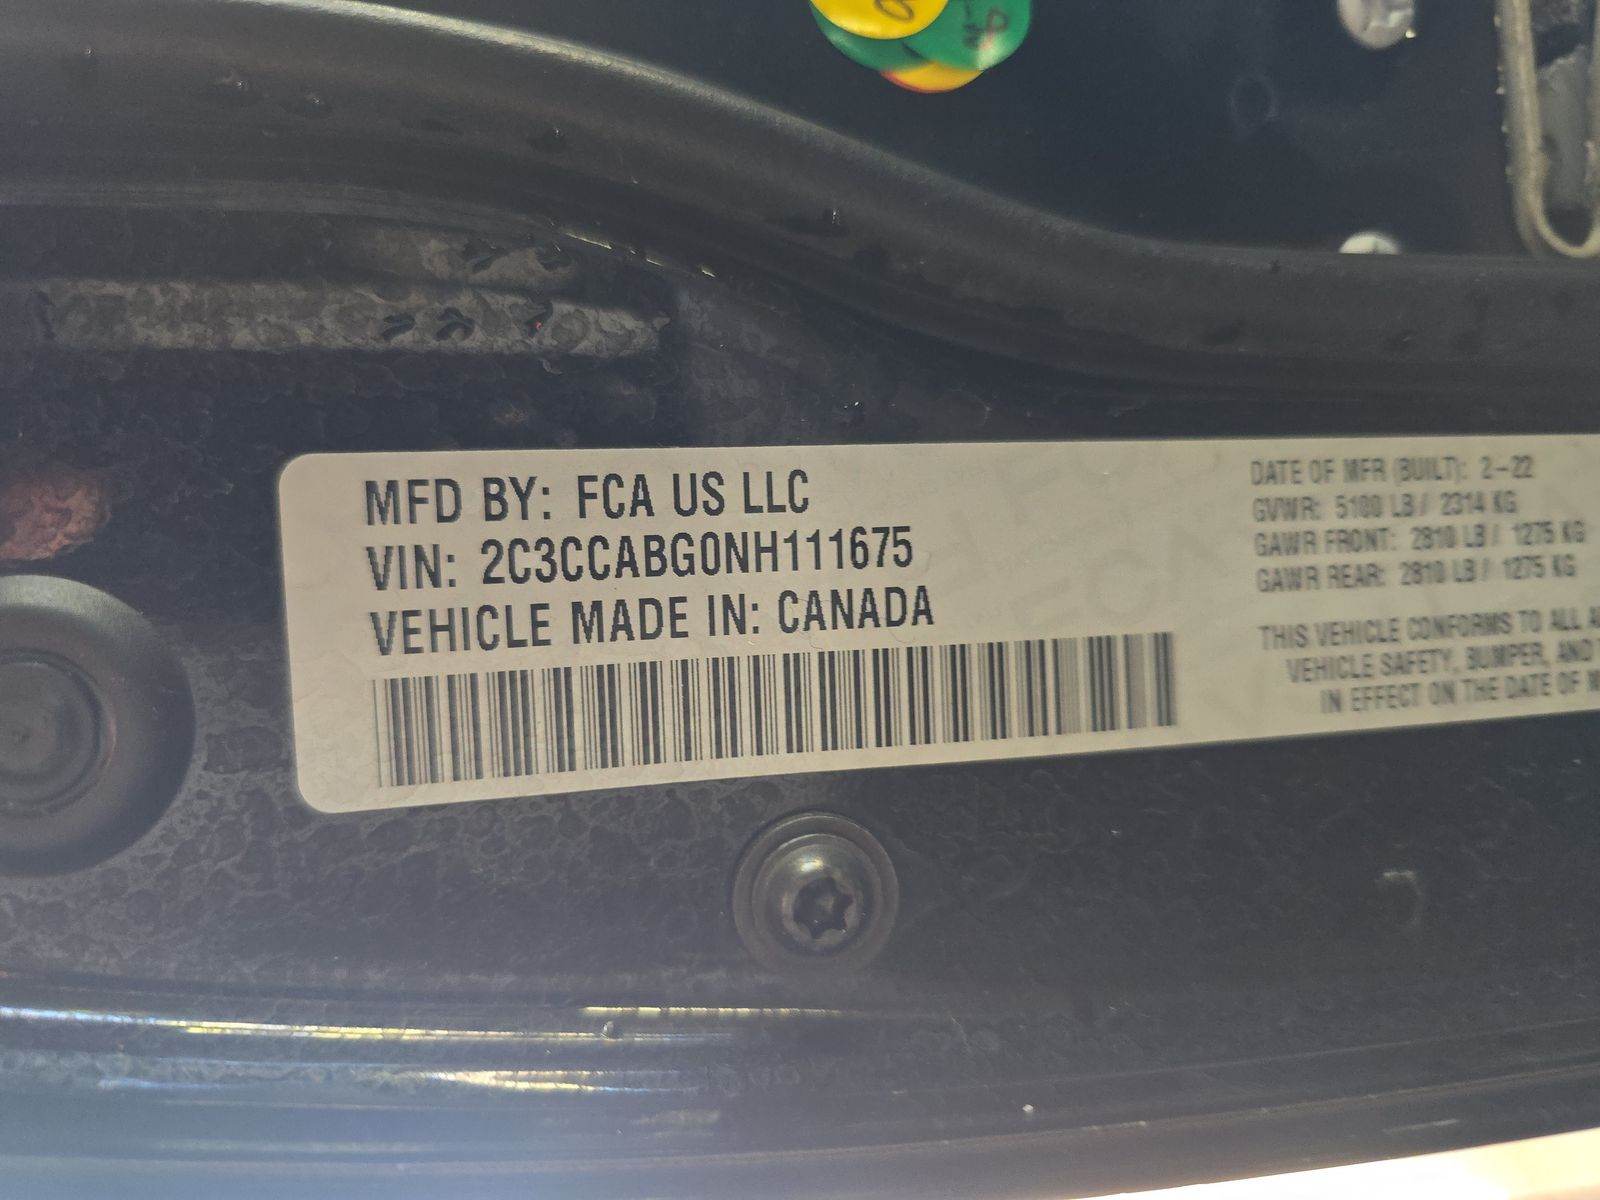 MFD BY: FCA US LLC
VIN: 2C3CCABG0NH111675
VEHICLE MADE IN: CANADA
DATE OF MFR (BUILT): 2-22
GVWR: 5100 LB / 2314 KG
GAWR FRONT: 2810 LB / 1275 KG
GAWR REAR: 2810 LB / 1275 KG
THIS VEHICLE CONFORMS TO ALL
VEHICLE SAFETY, BUMPER, AND
IN EFFECT ON THE DATE OF